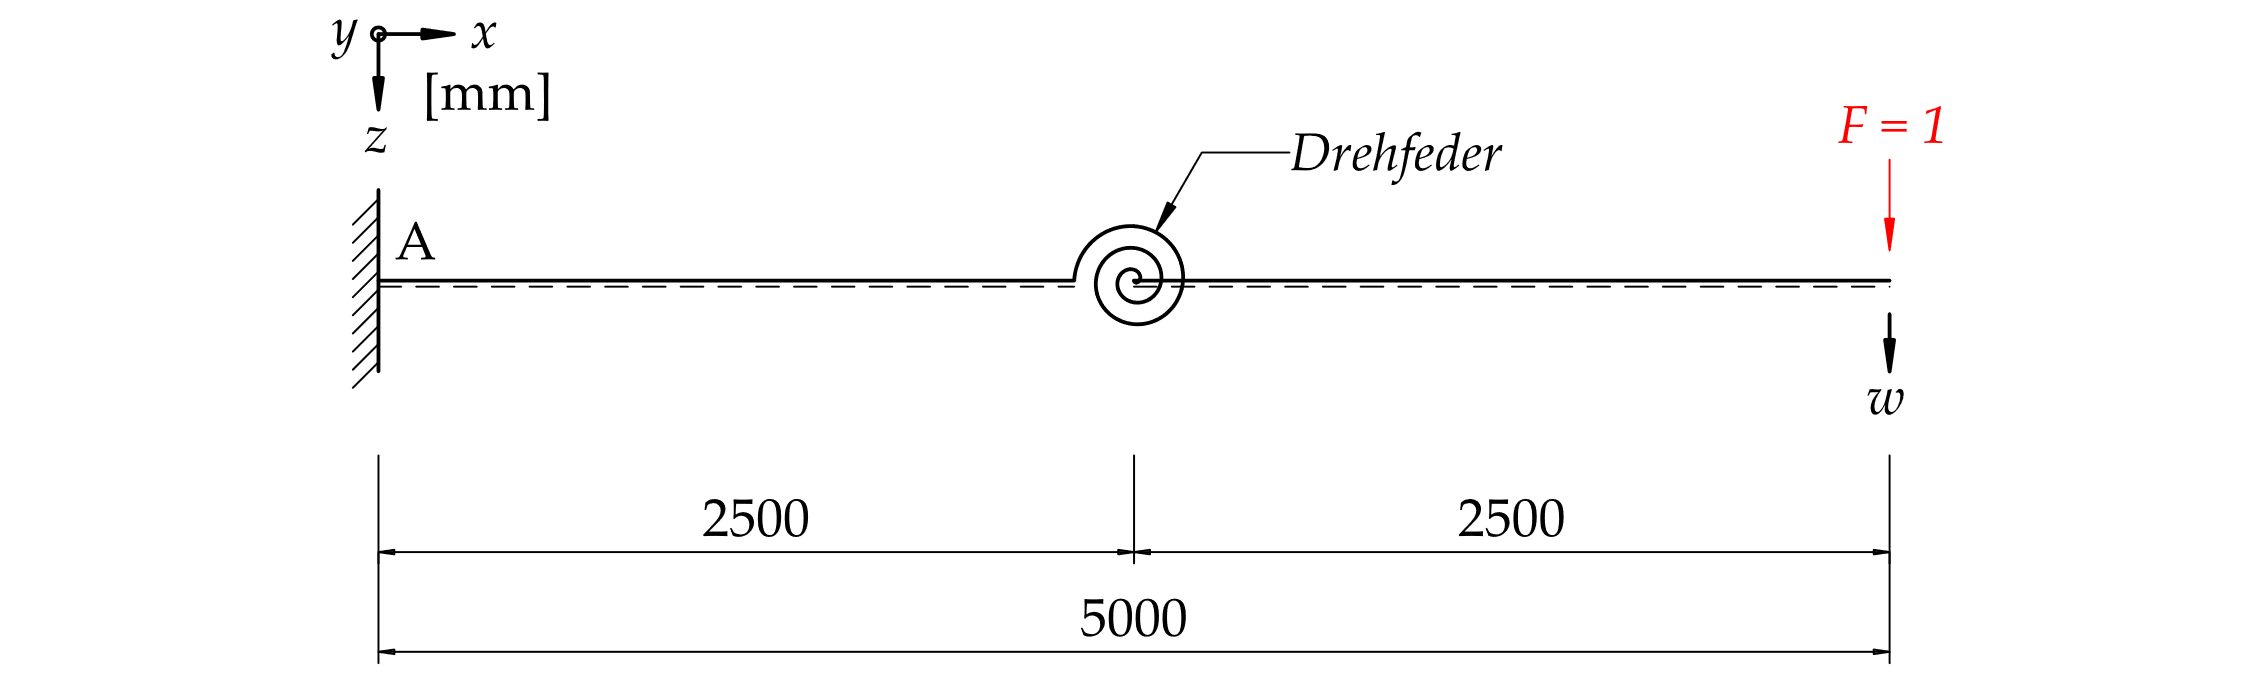 y
x
[mm]
z
F = 1
Drehfeder
A
w
2500
2500
5000